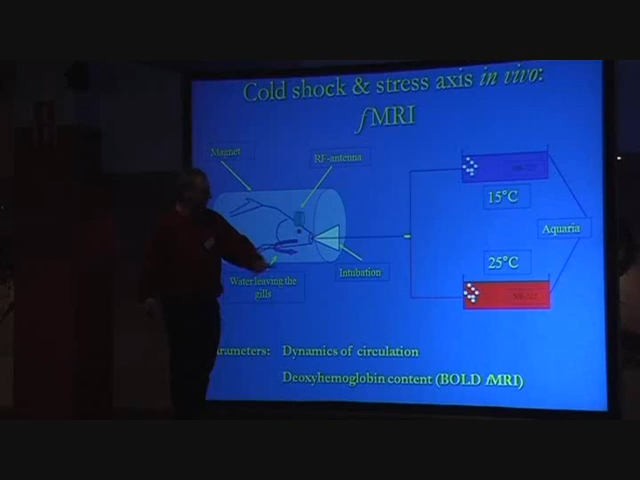 Cold shock & stress axis in vivo:
fMRI
Magnet
RF-antenna
15°C
Aquaria
25°C
Intubation
Water leaving the
gills
arameters: Dynamics of circulation
Deoxyhemoglobin content (BOLD fMRI)